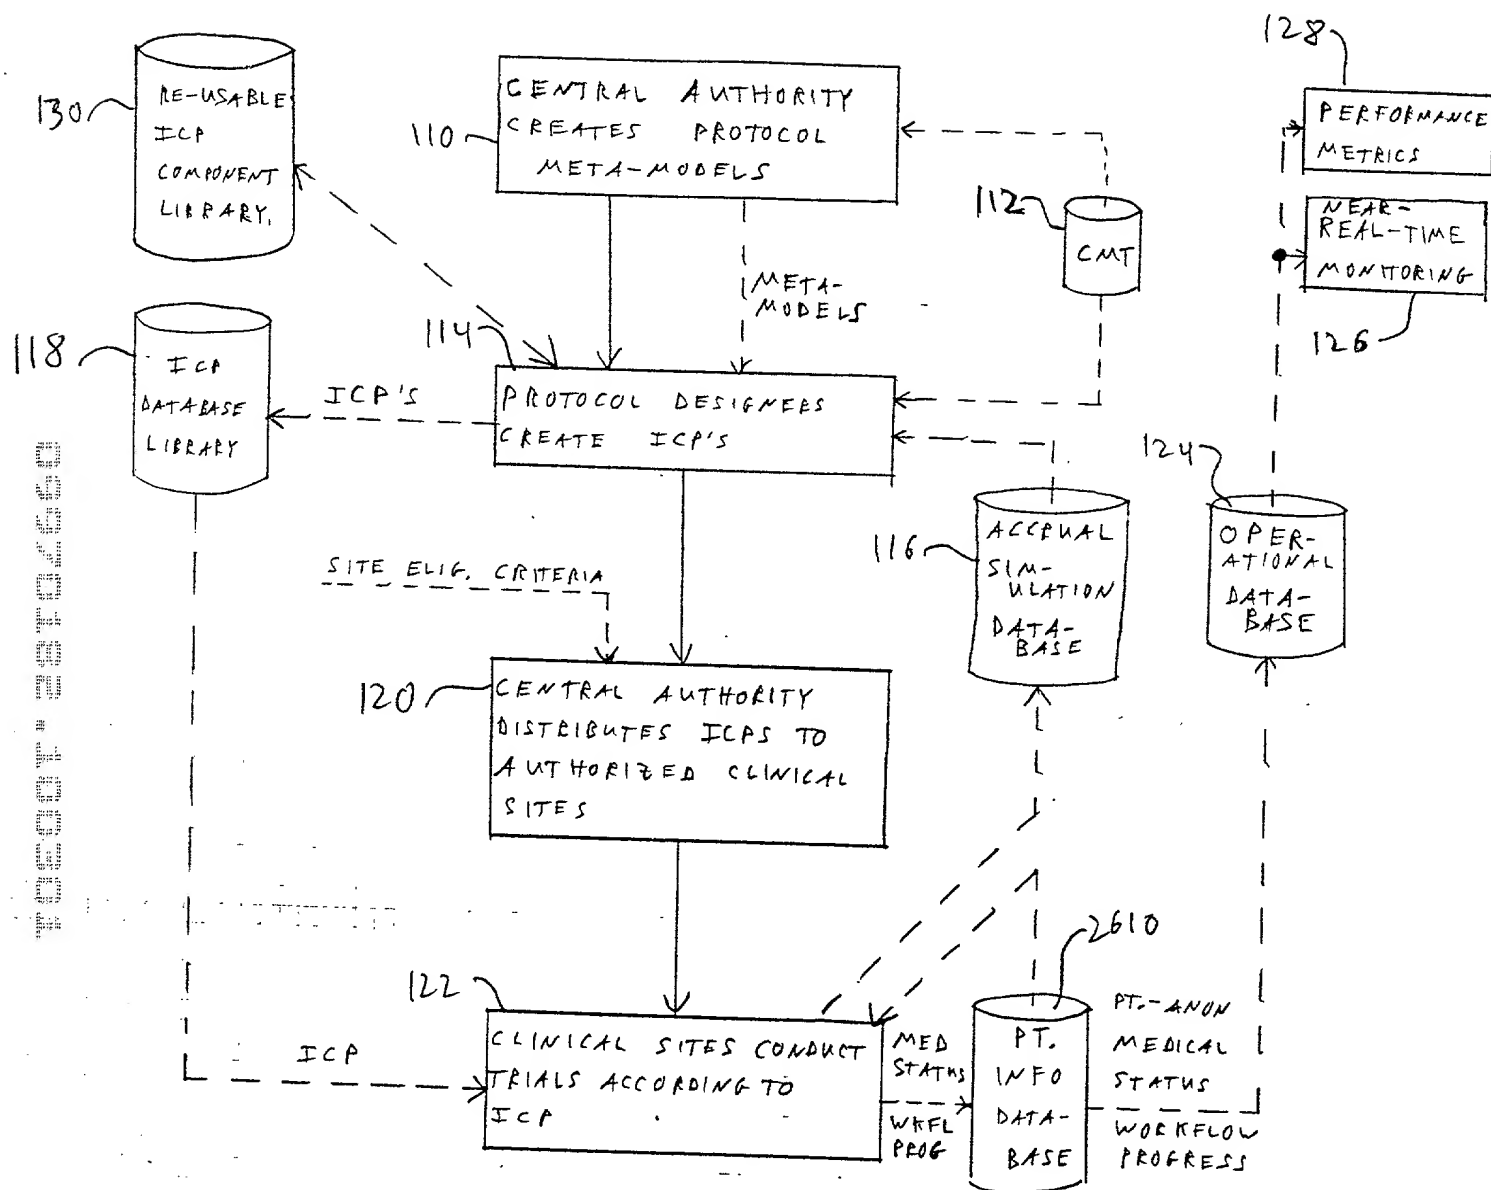 128
130
RE-USABLE
ICP
COMPONENT
LIBRARY.
110
CENTRAL AUTHORITY
CREATES PROTOCOL
META-MODELS
PERFORMANCE
METRICS
112
CMT
NEAR-
REAL-TIME
MONITORING
126
META-
MODELS
118
ICP
DATABASE
LIBRARY
ICP'S
114
PROTOCOL DESIGNERS
CREATE ICP'S
124
OPER-
ATIONAL
DATA-
BASE
116
ACCRUAL
SIM-
ULATION
DATA-
BASE
SITE ELIG. CRITERIA
120
CENTRAL AUTHORITY
DISTRIBUTES ICPS TO
AUTHORIZED CLINICAL
SITES
09970182.100301
122
CLINICAL SITES CONDUCT
TRIALS ACCORDING TO
ICP
ICP
MED
STATUS
WKFL
PROG
2610
PT.
INFO
DATA-
BASE
PT.-ANON
MEDICAL
STATUS
WORKFLOW
PROGRESS